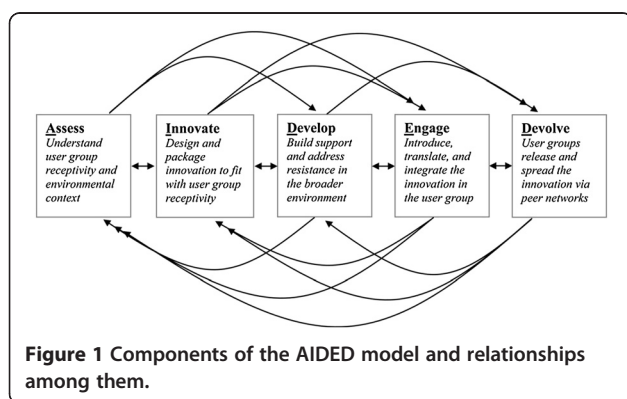 Assess
Understand
user group
receptivity and
environmental
context
Innovate
Design and
package
innovation to fit
with user group
receptivity
Develop
Build support
and address
resistance in
the broader
environment
Engage
Introduce,
translate, and
integrate the
innovation in
the user group
Devolve
User groups
release and
spread the
innovation via
peer networks
Figure 1 Components of the AIDED model and relationships
among them.